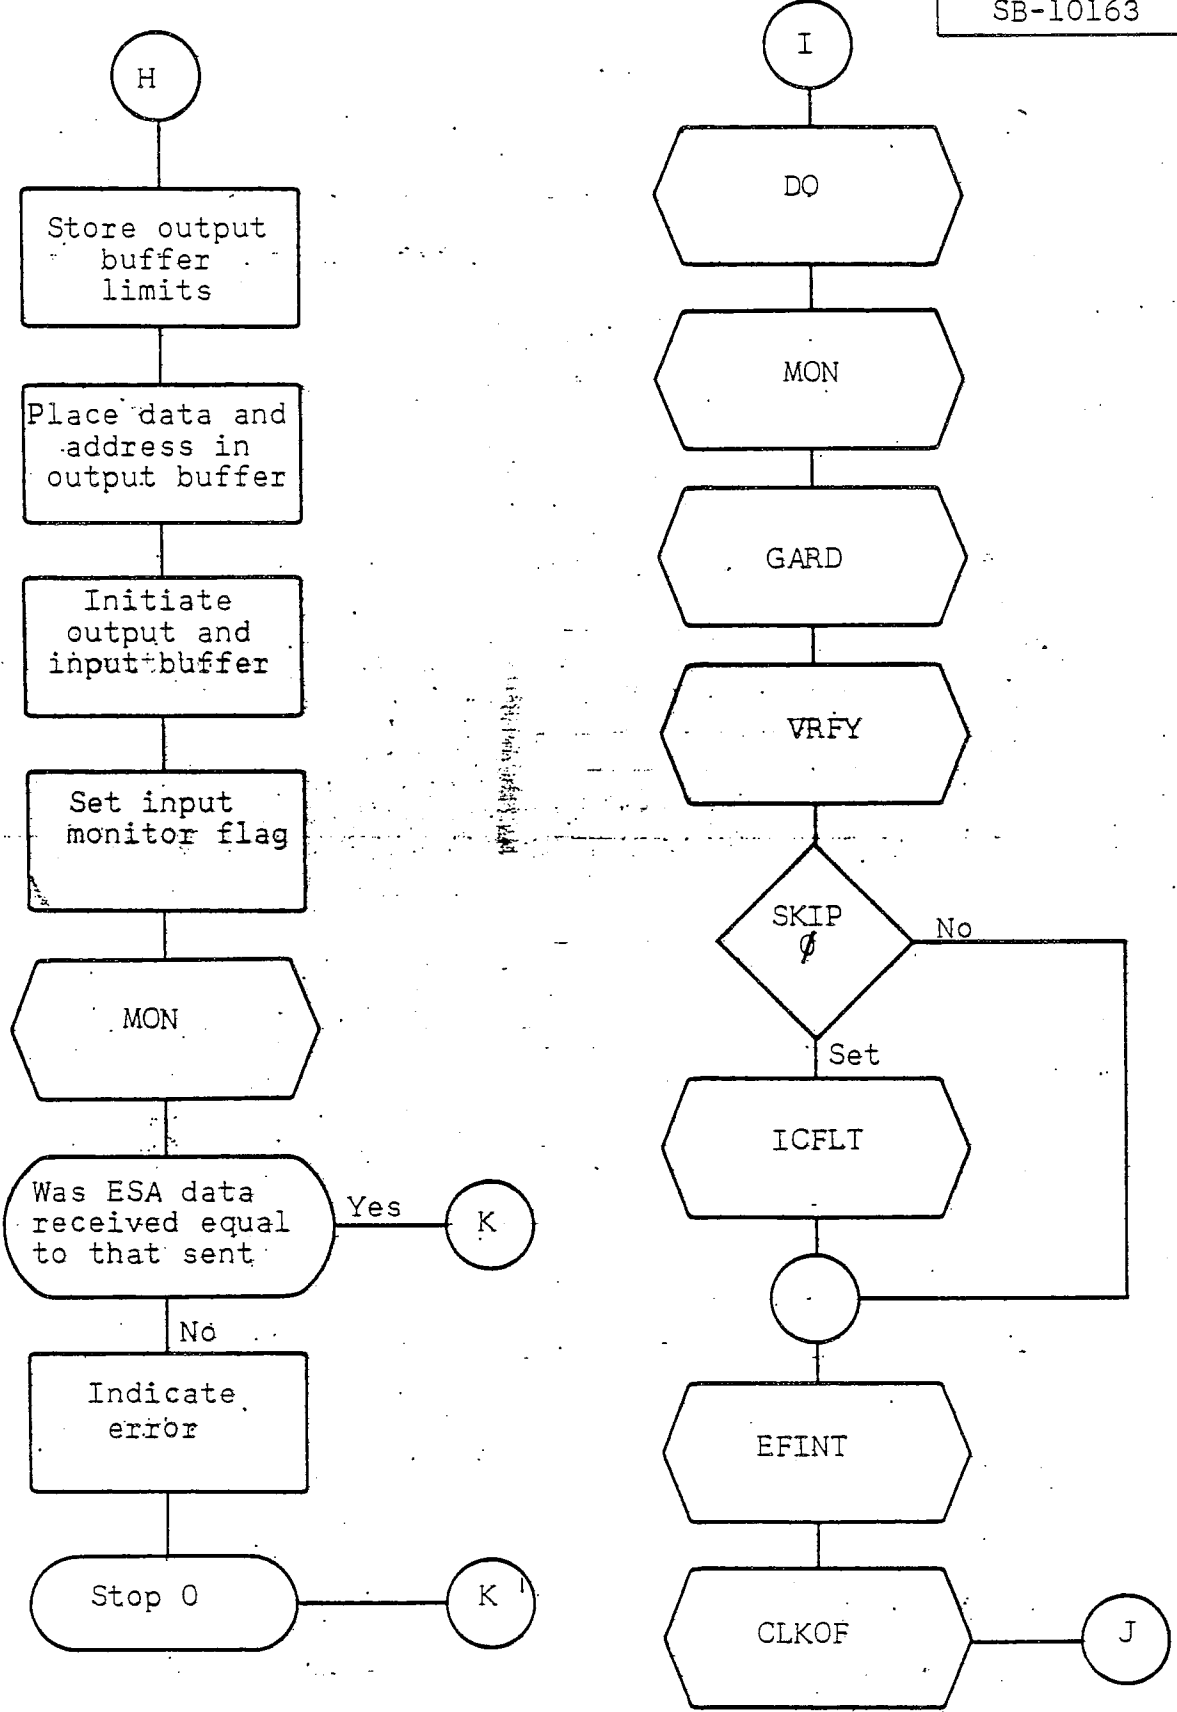 SB-10163
H
Store output
buffer
limits
Place data and
address in
output buffer
Initiate
output and
input buffer
Set input
monitor flag
MON
Was ESA data
received equal
to that sent
Yes
K
No
Indicate
error
Stop 0
K
I
DO
MON
GARD
VRFY
SKIP
Ø
No
Set
ICFLT
EFINT
CLKOF
J